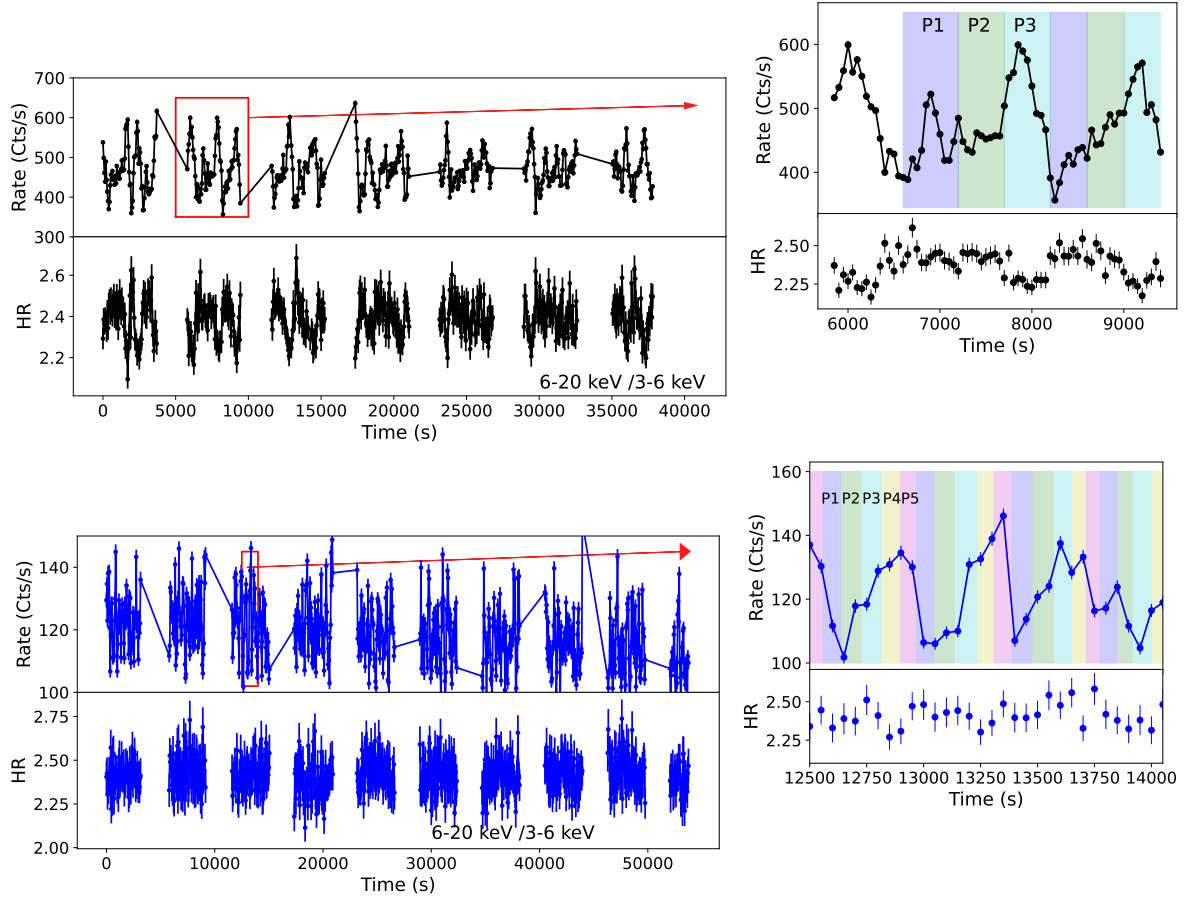 700
600
500
400
300
Rate (Cts/s)
2.6
2.4
2.2
HR
6-20 keV /3-6 keV
0 5000 10000 15000 20000 25000 30000 35000 40000
Time (s)
P1 P2 P3
600
500
400
Rate (Cts/s)
2.50
2.25
HR
6000 7000 8000 9000
Time (s)
140
120
100
Rate (Cts/s)
2.75
2.50
2.25
2.00
HR
6-20 keV /3-6 keV
0 10000 20000 30000 40000 50000
Time (s)
160
140
120
100
Rate (Cts/s)
P1 P2 P3 P4 P5
2.50
2.25
HR
12500 12750 13000 13250 13500 13750 14000
Time (s)